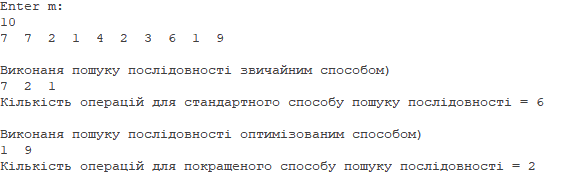 Enter m:
10
7 7 2 1 4 2 3 6 1 9
Виконаня пошуку послідовності звичайним способом)
7 2 1
Кількість операцій для стандартного способу пошуку послідовності = 6
Виконаня пошуку послідовності оптимізованим способом)
1 9
Кількість операцій для покращеного способу пошуку послідовності = 2